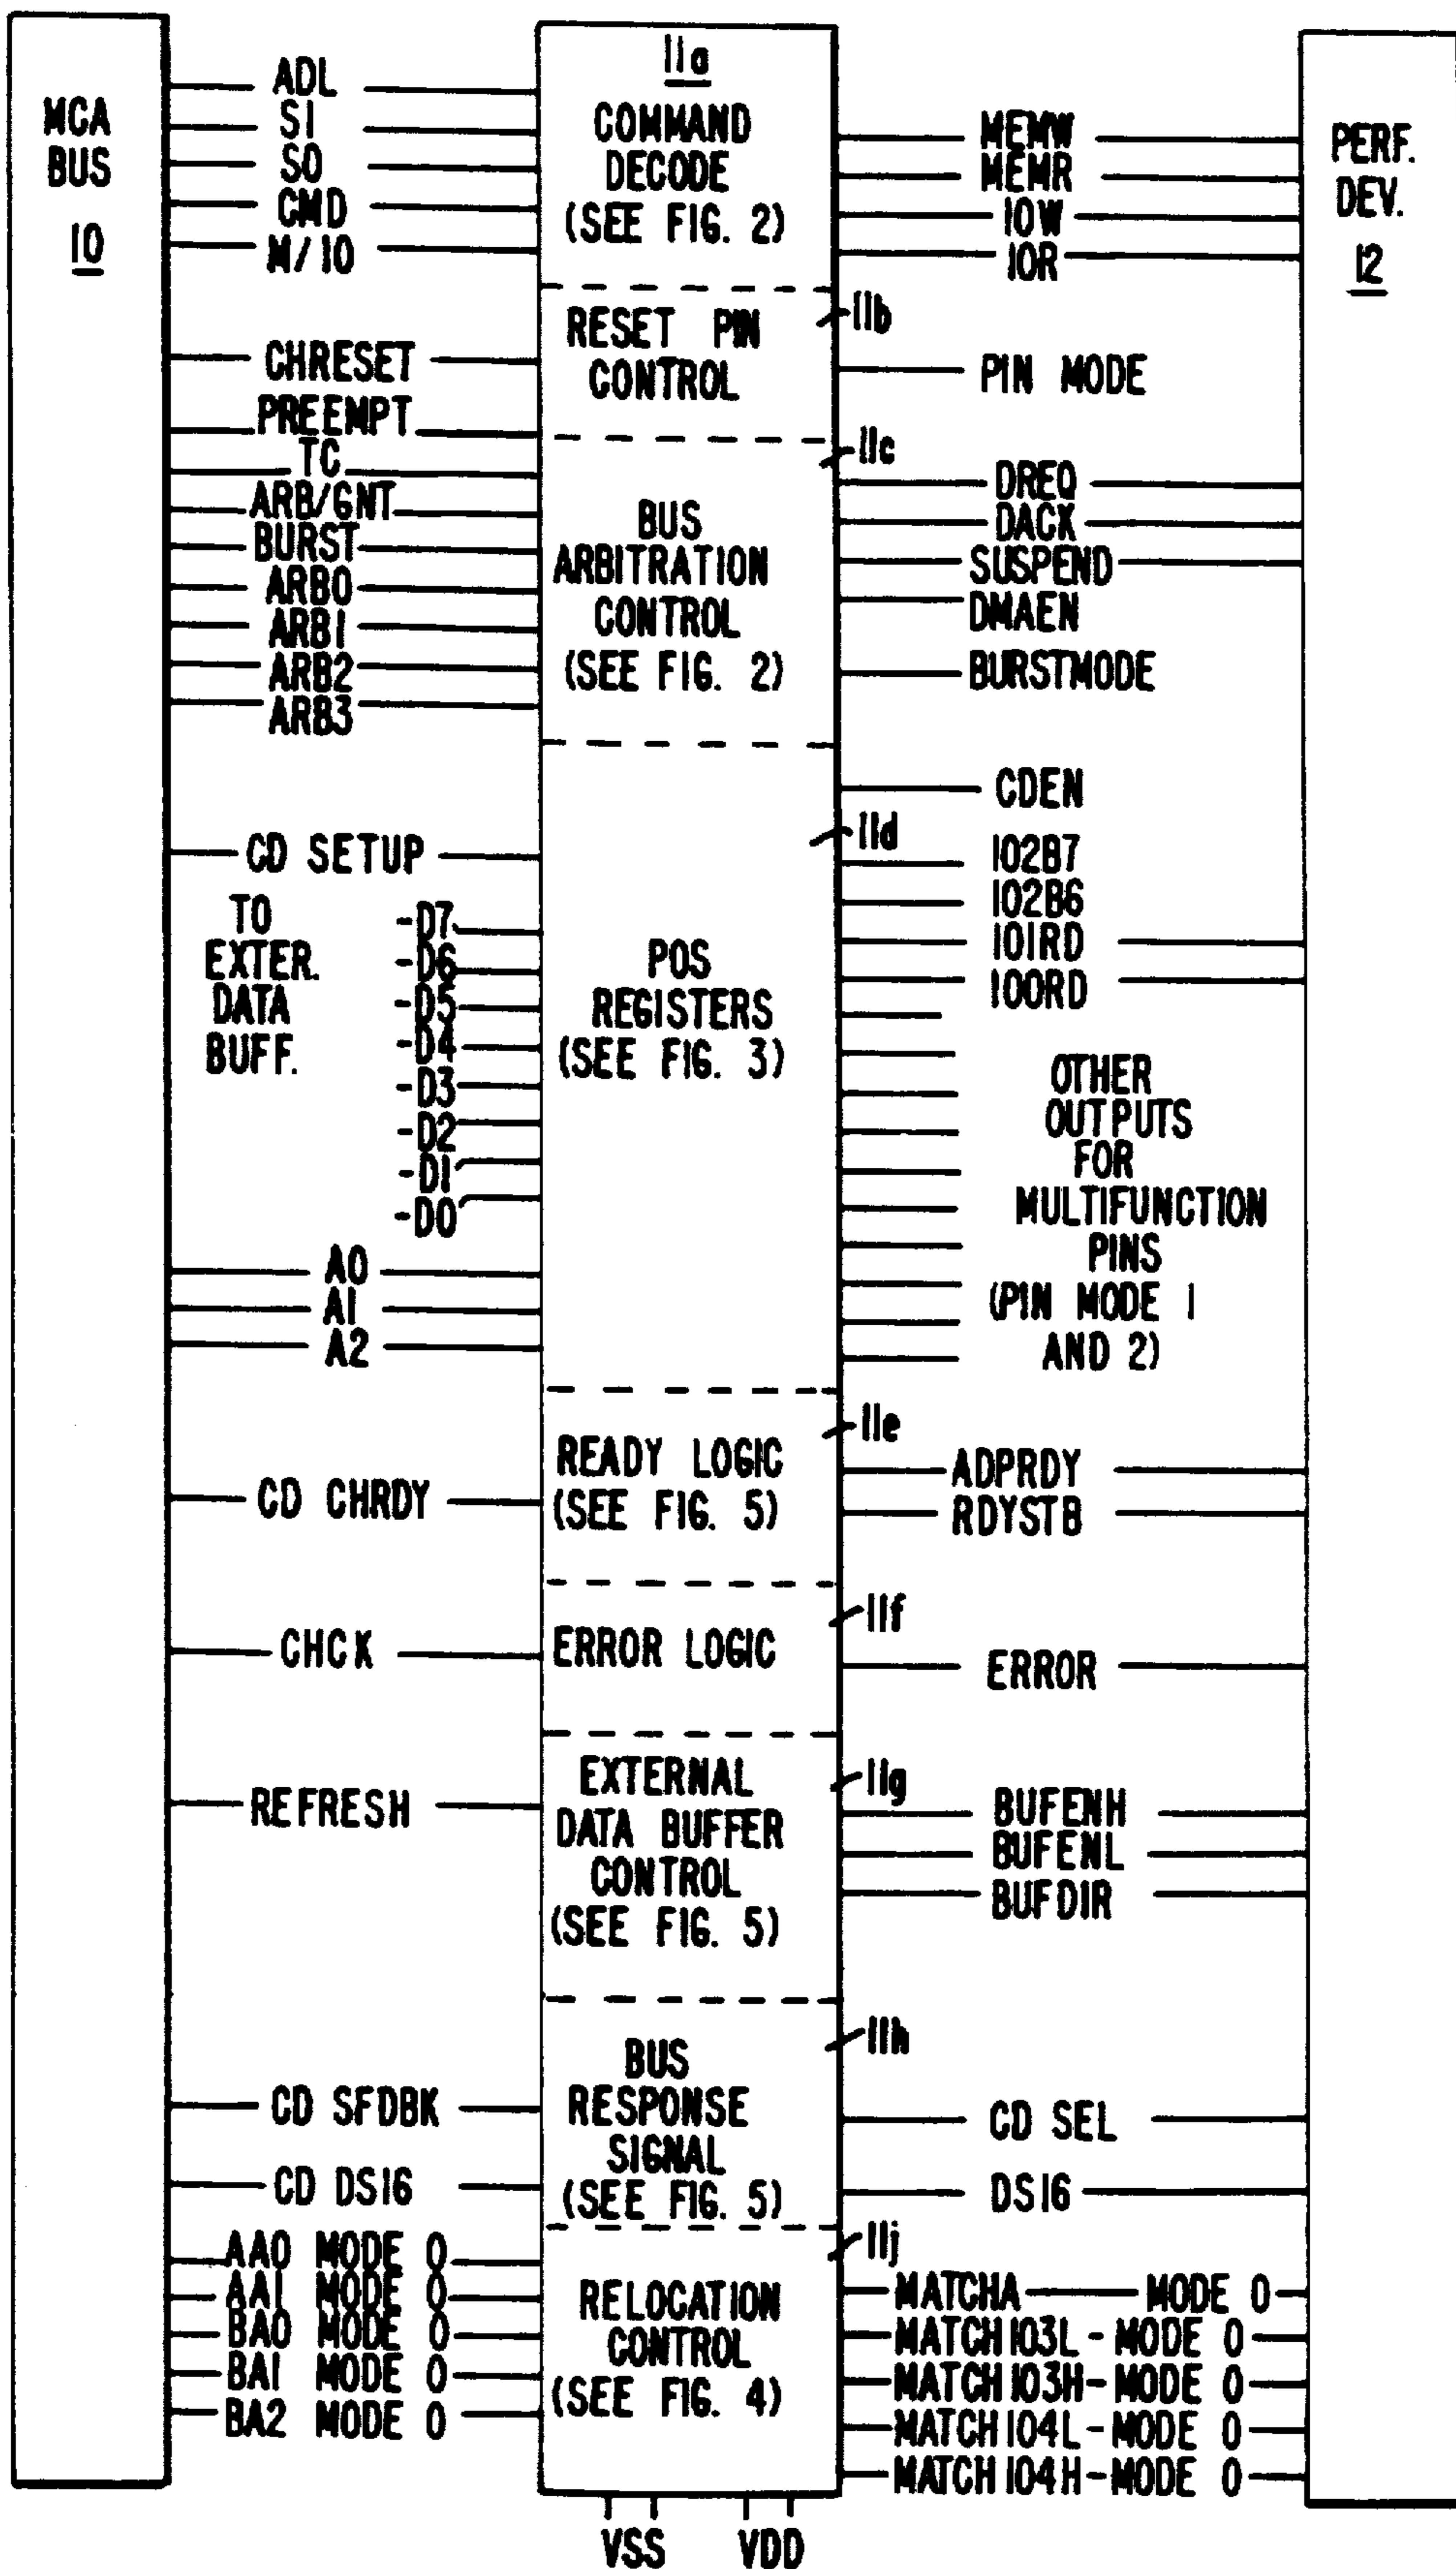 MCA
BUS
10
ADL
S1
S0
CMD
M/IO
CHRESET
PREEMPT
TC
ARB/GNT
BURST
ARB0
ARB1
ARB2
ARB3
CD SETUP
TO
EXTER.
DATA
BUFF.
-D7
-D6
-D5
-D4
-D3
-D2
-D1
-D0
A0
A1
A2
CD CHRDY
CHCK
REFRESH
CD SFDBK
CD DS16
AA0 MODE 0
AA1 MODE 0
BA0 MODE 0
BA1 MODE 0
BA2 MODE 0
11a
COMMAND
DECODE
(SEE FIG. 2)
11b
RESET PIN
CONTROL
11c
BUS
ARBITRATION
CONTROL
(SEE FIG. 2)
11d
POS
REGISTERS
(SEE FIG. 3)
11e
READY LOGIC
(SEE FIG. 5)
11f
ERROR LOGIC
11g
EXTERNAL
DATA BUFFER
CONTROL
(SEE FIG. 5)
11h
BUS
RESPONSE
SIGNAL
(SEE FIG. 5)
11j
RELOCATION
CONTROL
(SEE FIG. 4)
VSS VDD
MEMW
MEMR
IOW
IOR
PIN MODE
DREQ
DACK
SUSPEND
DMAEN
BURSTMODE
CDEN
102B7
102B6
101RD
100RD
OTHER
OUTPUTS
FOR
MULTIFUNCTION
PINS
(PIN MODE 1
AND 2)
ADPRDY
RDYSTB
ERROR
BUFENH
BUFENL
BUFDIR
CD SEL
DS16
MATCHA MODE 0
MATCH103L-MODE 0
MATCH103H-MODE 0
MATCH104L-MODE 0
MATCH104H-MODE 0
PERF.
DEV.
12